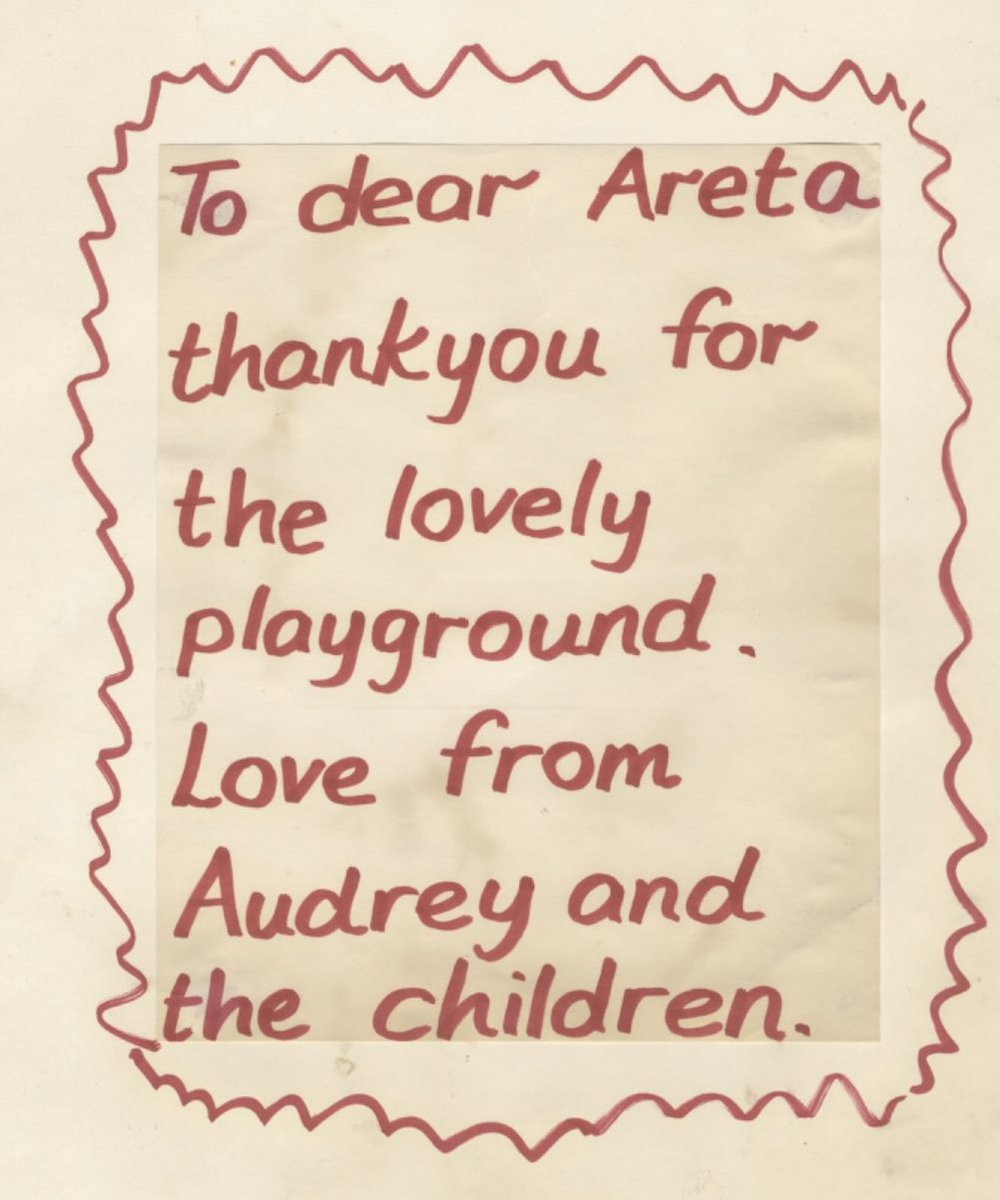 To dear Areta
thankyou for
the lovely
playground.
Love from
Audrey and
the children.